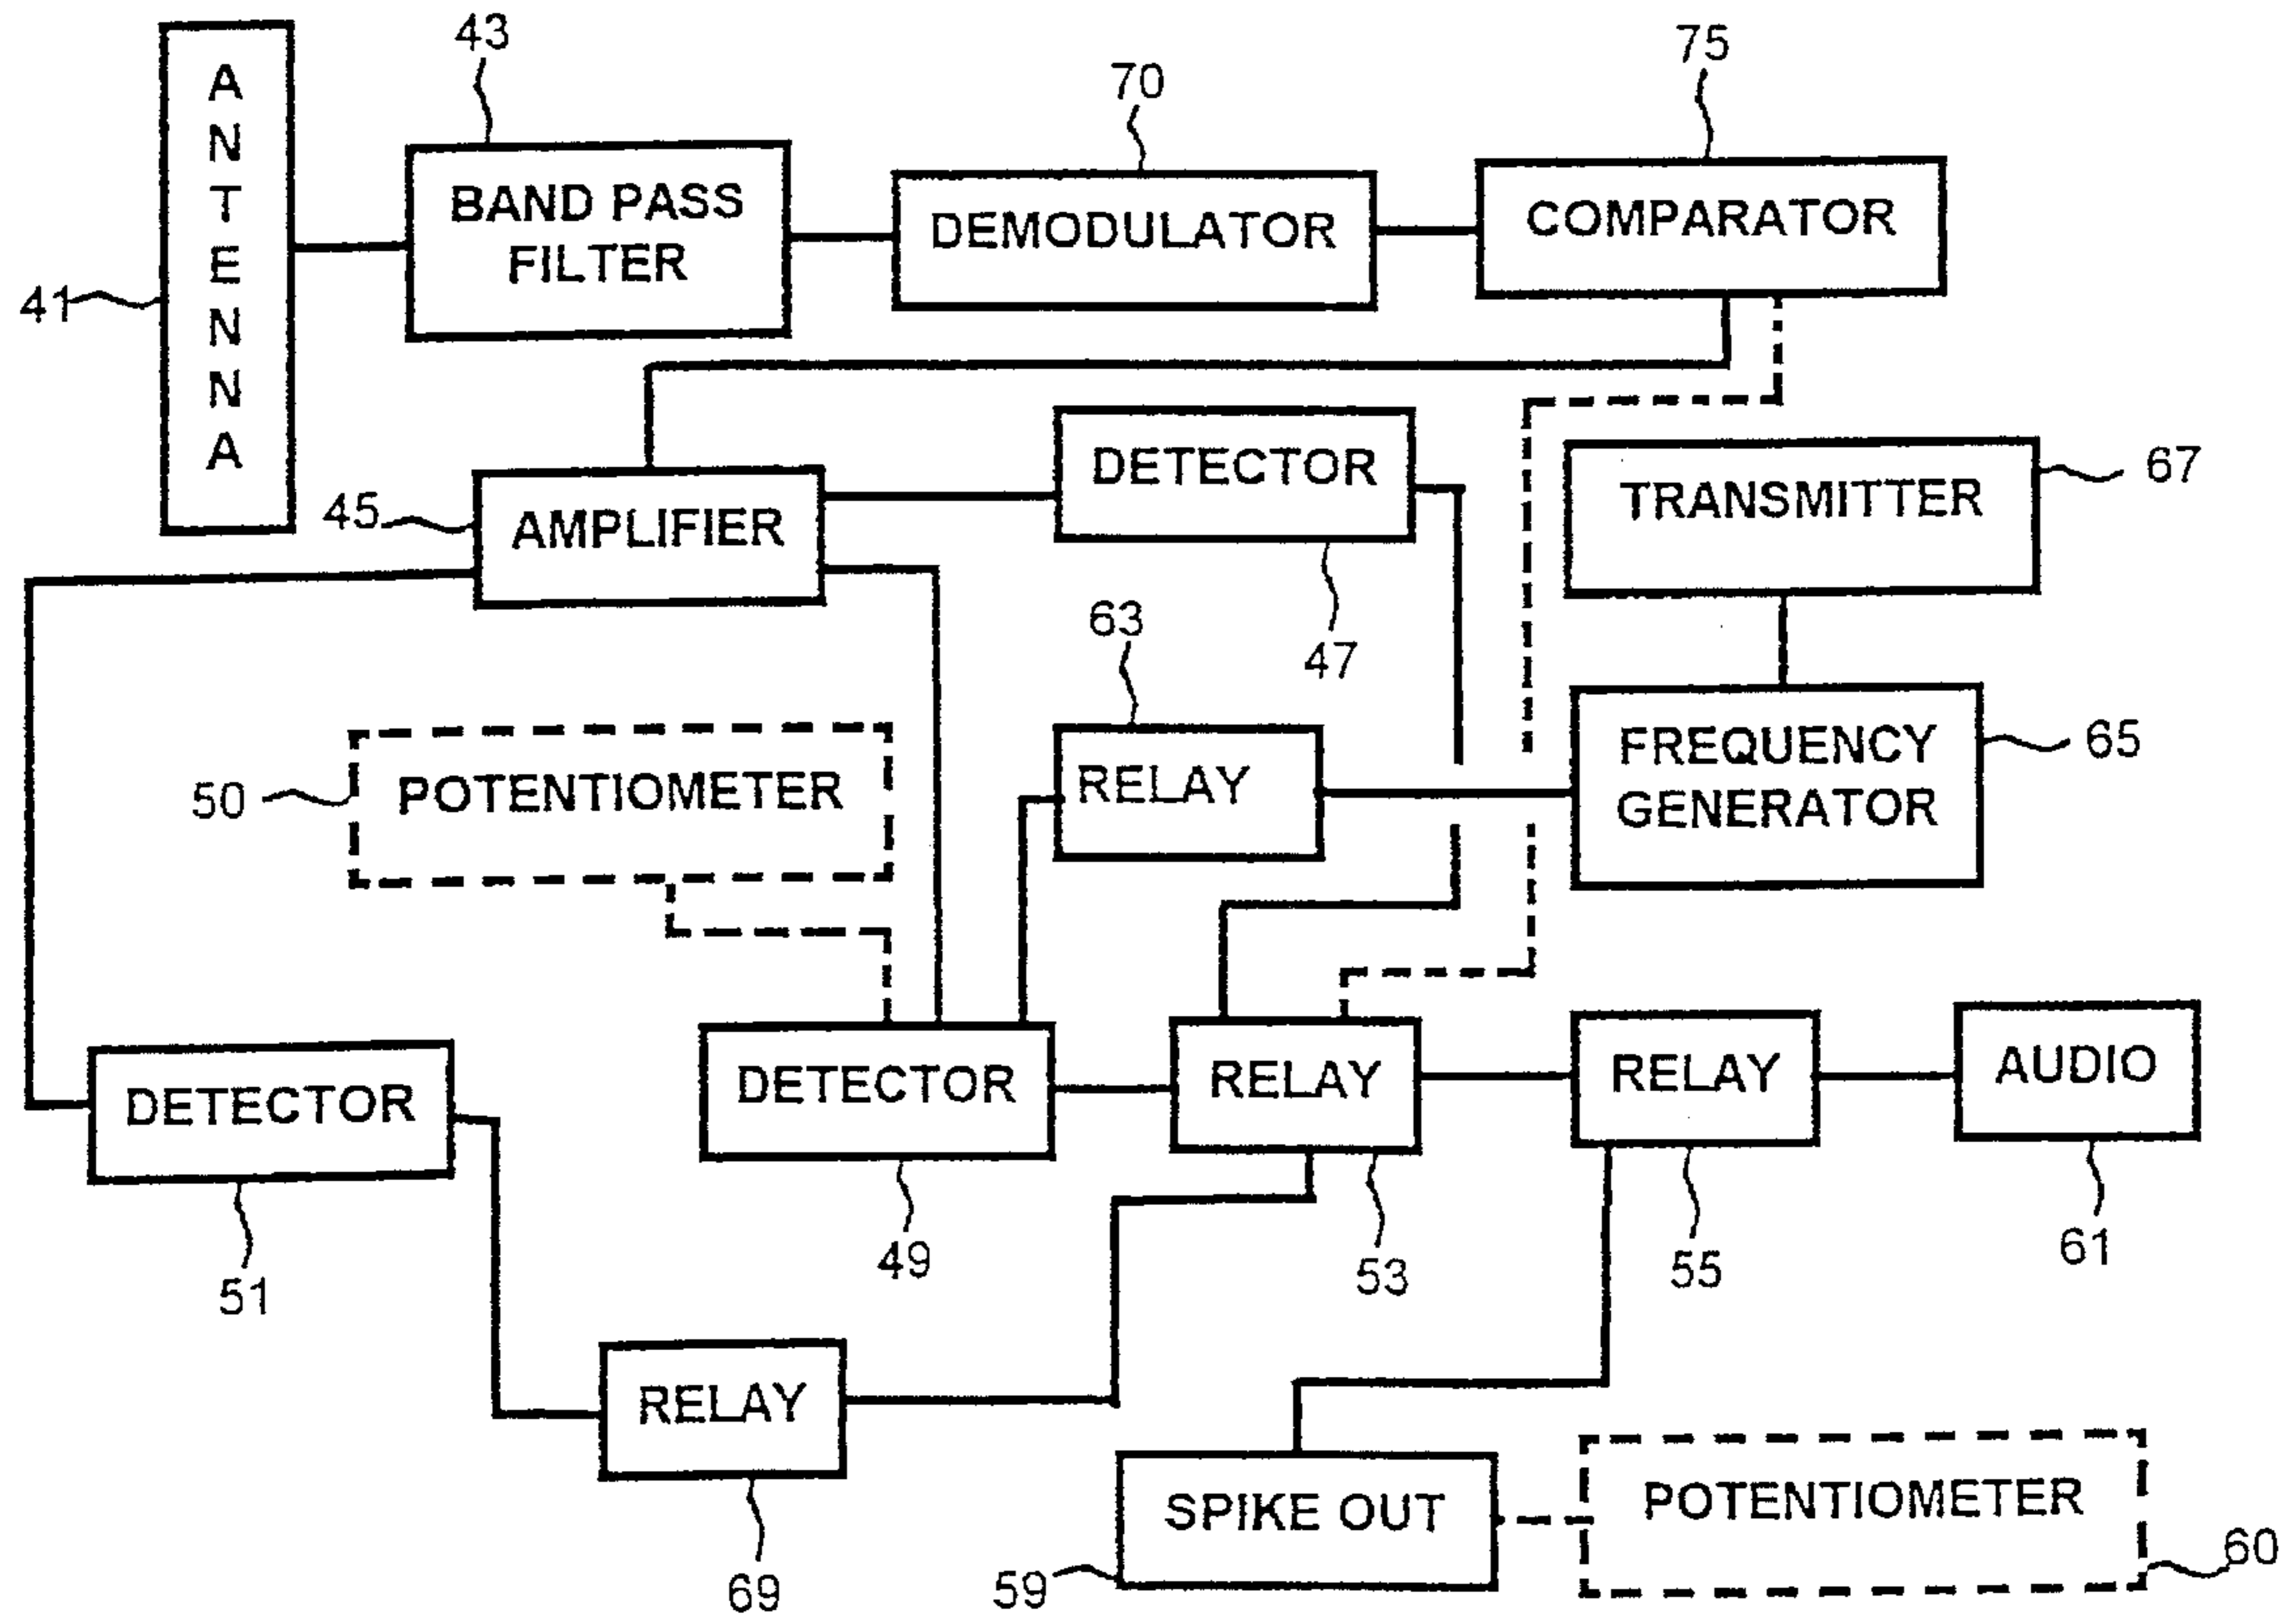 43
70
75
ANTENNA
BAND PASS
FILTER
DEMODULATOR
COMPARATOR
41
DETECTOR
67
TRANSMITTER
45
AMPLIFIER
63
47
FREQUENCY
GENERATOR
65
50
POTENTIOMETER
RELAY
DETECTOR
DETECTOR
RELAY
RELAY
AUDIO
51
49
53
55
61
RELAY
SPIKE OUT
POTENTIOMETER
69
59
60